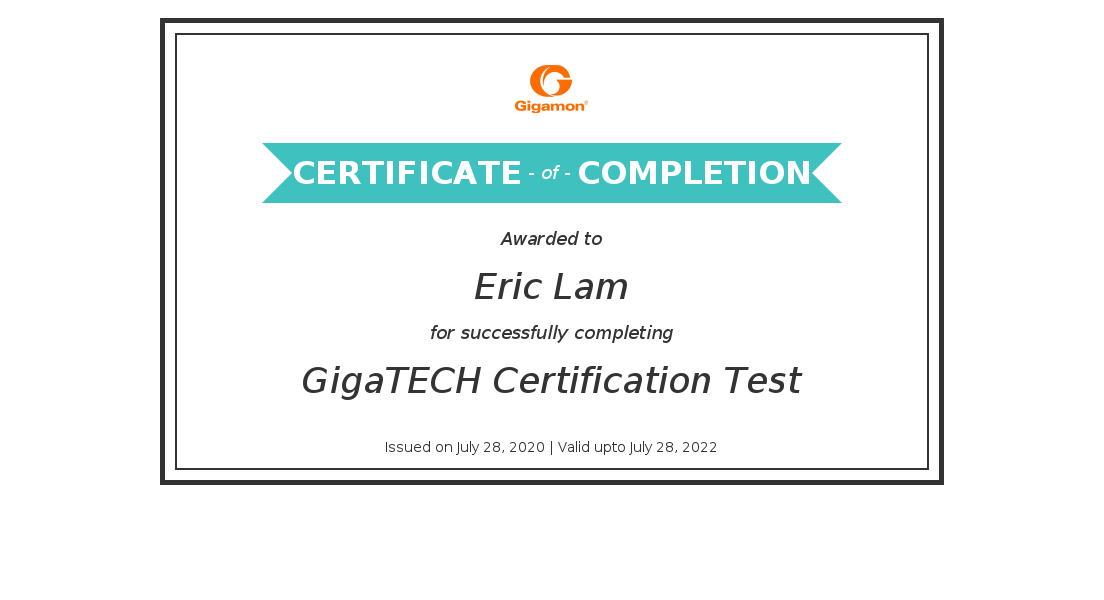 Gigamon®
CERTIFICATE - of - COMPLETION
Awarded to
Eric Lam
for successfully completing
GigaTECH Certification Test
Issued on July 28, 2020 | Valid upto July 28, 2022